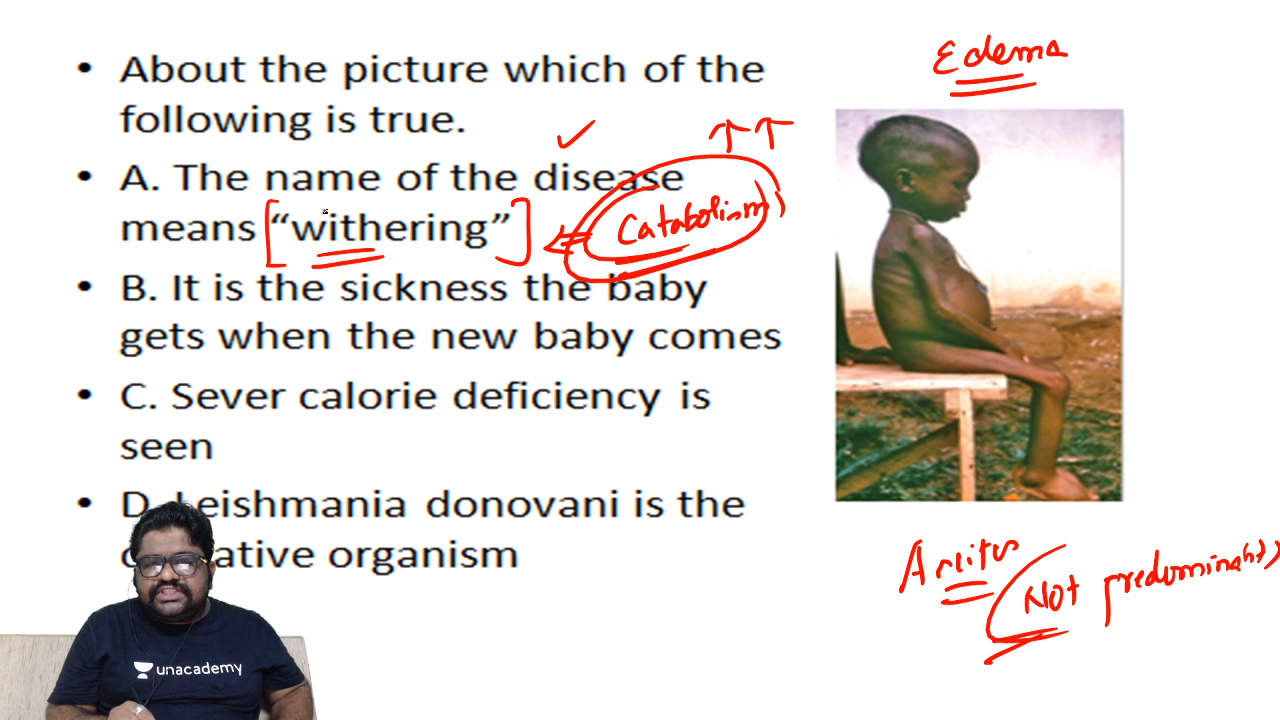 Edema
• About the picture which of the
following is true.
• A. The name of the disease
means “withering”
Catabolism
• B. It is the sickness the baby
gets when the new baby comes
• C. Sever calorie deficiency is
seen
• D. Leishmania donovani is the
ative organism
Not
unacademy